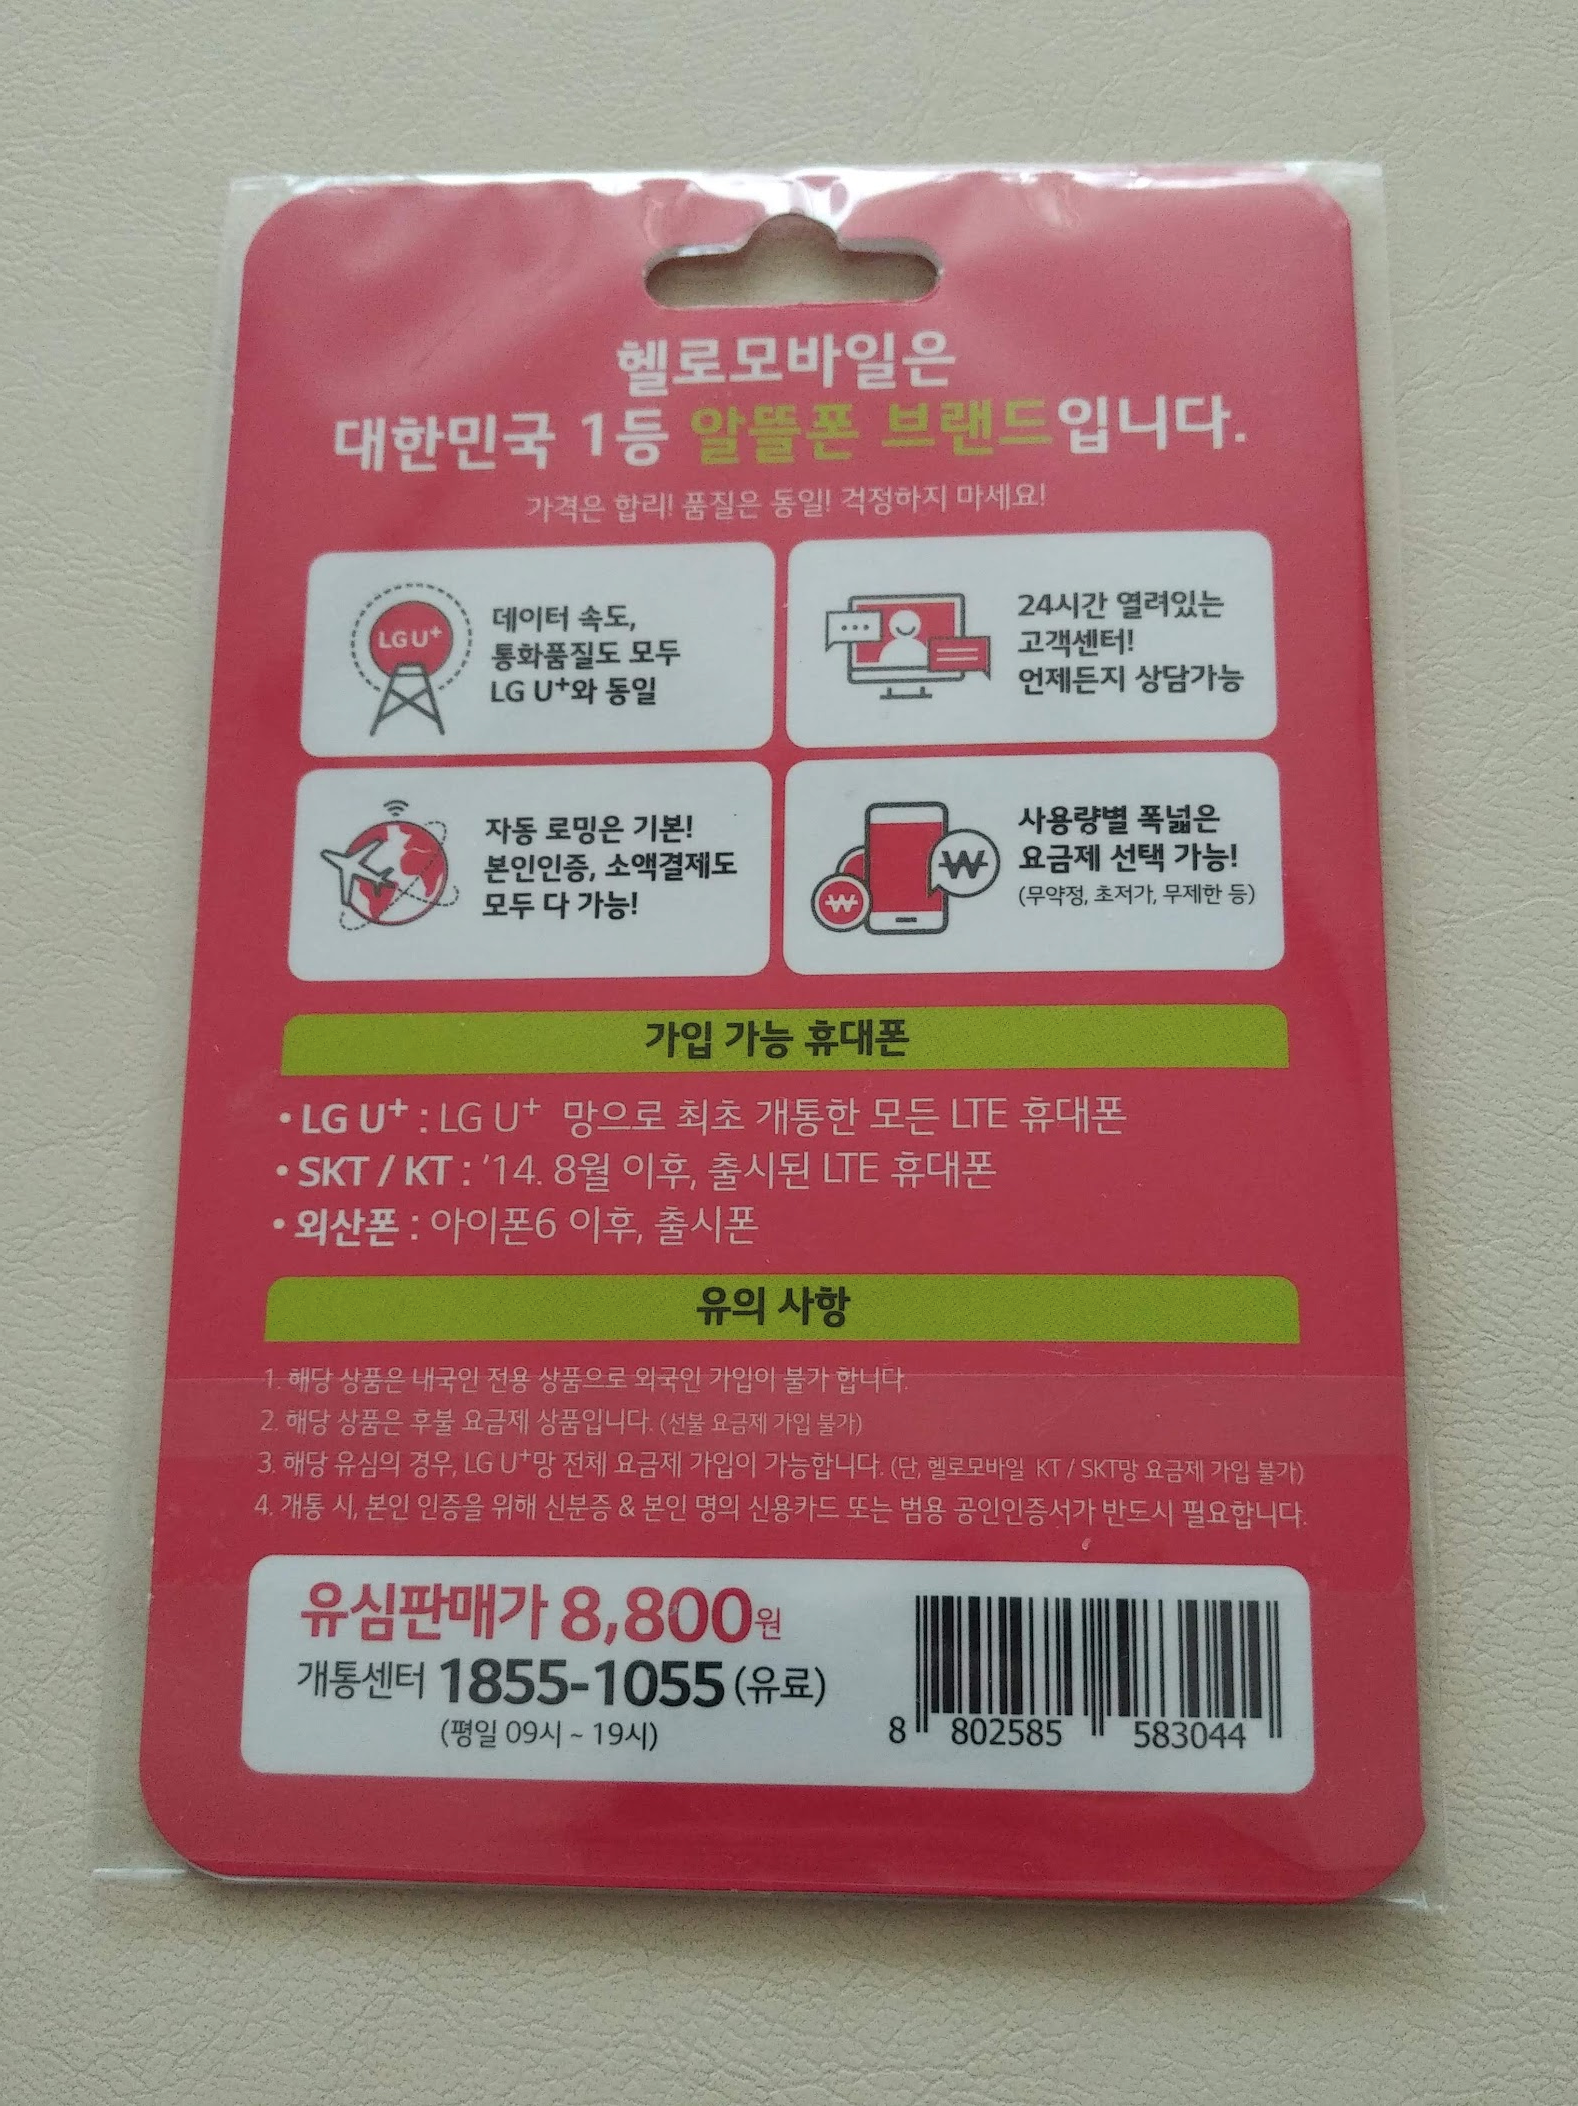 헬로모바일은
대한민국 1등 알뜰폰 브랜드입니다.
가격은 합리! 품질은 동일! 걱정하지 마세요!
LG U+
데이터 속도,
통화품질도 모두
LG U+와 동일
24시간 열려있는
고객센터!
언제든지 상담가능
자동 로밍은 기본!
본인인증, 소액결제도
모두 다 가능!
사용량별 폭넓은
요금제 선택 가능!
(무약정, 초저가, 무제한 등)
가입 가능 휴대폰
• LG U+ : LG U+ 망으로 최초 개통한 모든 LTE 휴대폰
• SKT / KT : '14. 8월 이후, 출시된 LTE 휴대폰
• 외산폰 : 아이폰6 이후, 출시폰
유의 사항
1. 해당 상품은 내국인 전용 상품으로 외국인 가입이 불가 합니다.
2. 해당 상품은 후불 요금제 상품입니다. (선불 요금제 가입 불가)
3. 해당 유심의 경우, LG U+망 전체 요금제 가입이 가능합니다. (단, 헬로모바일 KT / SKT망 요금제 가입 불가)
4. 개통 시, 본인 인증을 위해 신분증 & 본인 명의 신용카드 또는 범용 공인인증서가 반드시 필요합니다.
유심판매가 8,800원
개통센터 1855-1055 (유료)
(평일 09시 ~ 19시)
8 802585 583044